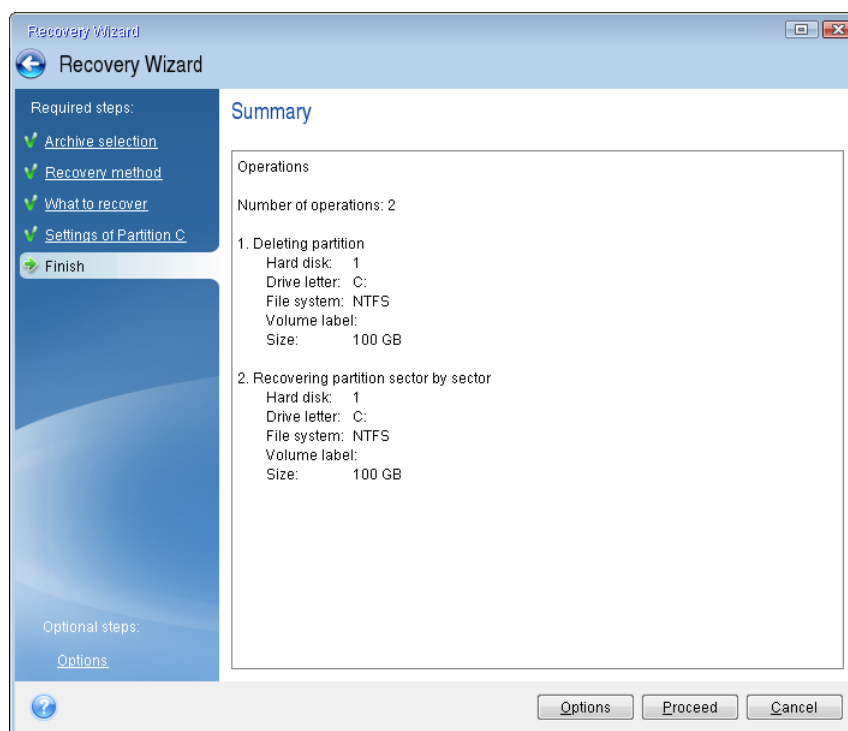 Recovery Wizard
Recovery Wizard
Required steps:
Archive selection
Recovery method
What to recover
Settings of Partition C
Finish
Optional steps:
Options
Summary
Operations
Number of operations: 2
1. Deleting partition
Hard disk: 1
Drive letter: C:
File system: NTFS
Volume label:
Size: 100 GB
2. Recovering partition sector by sector
Hard disk: 1
Drive letter: C:
File system: NTFS
Volume label:
Size: 100 GB
?
Options
Proceed
Cancel